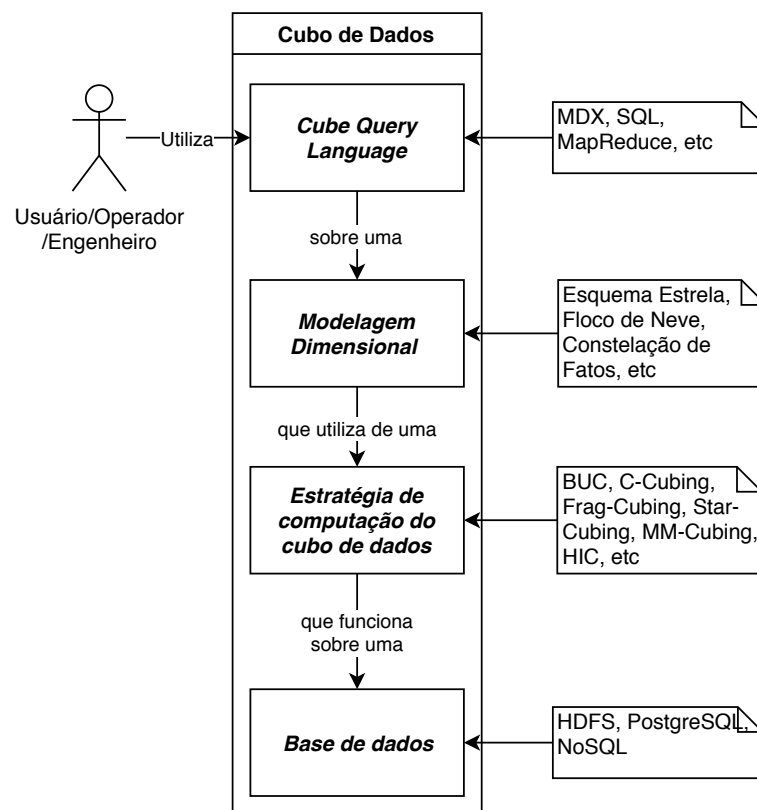 Cubo de Dados
Cube Query
Language
MDX, SQL,
MapReduce, etc
Utiliza
Usuário/Operador
/Engenheiro
sobre uma
Modelagem
Dimensional
Esquema Estrela,
Floco de Neve,
Constelação de
Fatos, etc
que utiliza de uma
Estratégia de
computação do
cubo de dados
BUC, C-Cubing,
Frag-Cubing, Star-
Cubing, MM-Cubing,
HIC, etc
que funciona
sobre uma
Base de dados
HDFS, PostgreSQL,
NoSQL